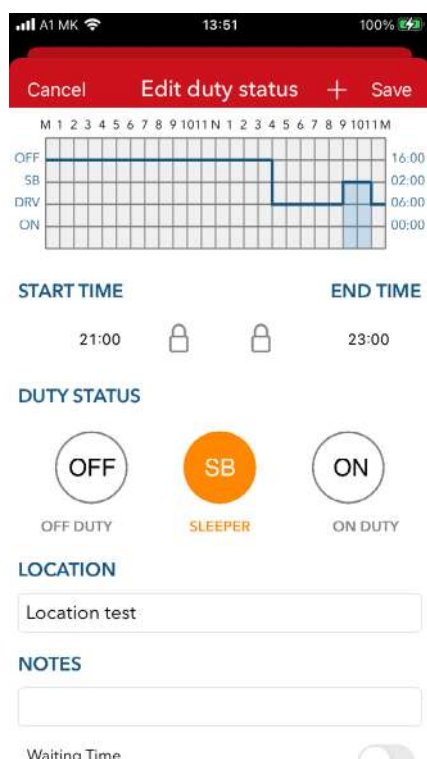 A1 MK 13:51 100%
Cancel Edit duty status + Save
M 1 2 3 4 5 6 7 8 9 10 11 N 1 2 3 4 5 6 7 8 9 10 11 M
OFF 16:00
SB 02:00
DRV 06:00
ON 00:00
START TIME END TIME
21:00 23:00
DUTY STATUS
OFF SB ON
OFF DUTY SLEEPER ON DUTY
LOCATION
Location test
NOTES
Waiting Time